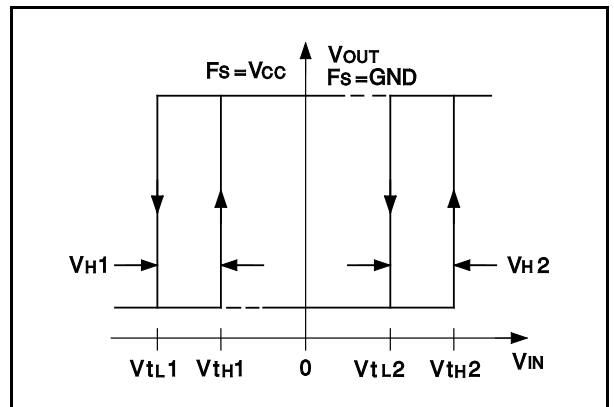 VOUT
FS=VCC FS=GND
VH1 VH2
VtL1 VtH1 0 VtL2 VtH2 VIN